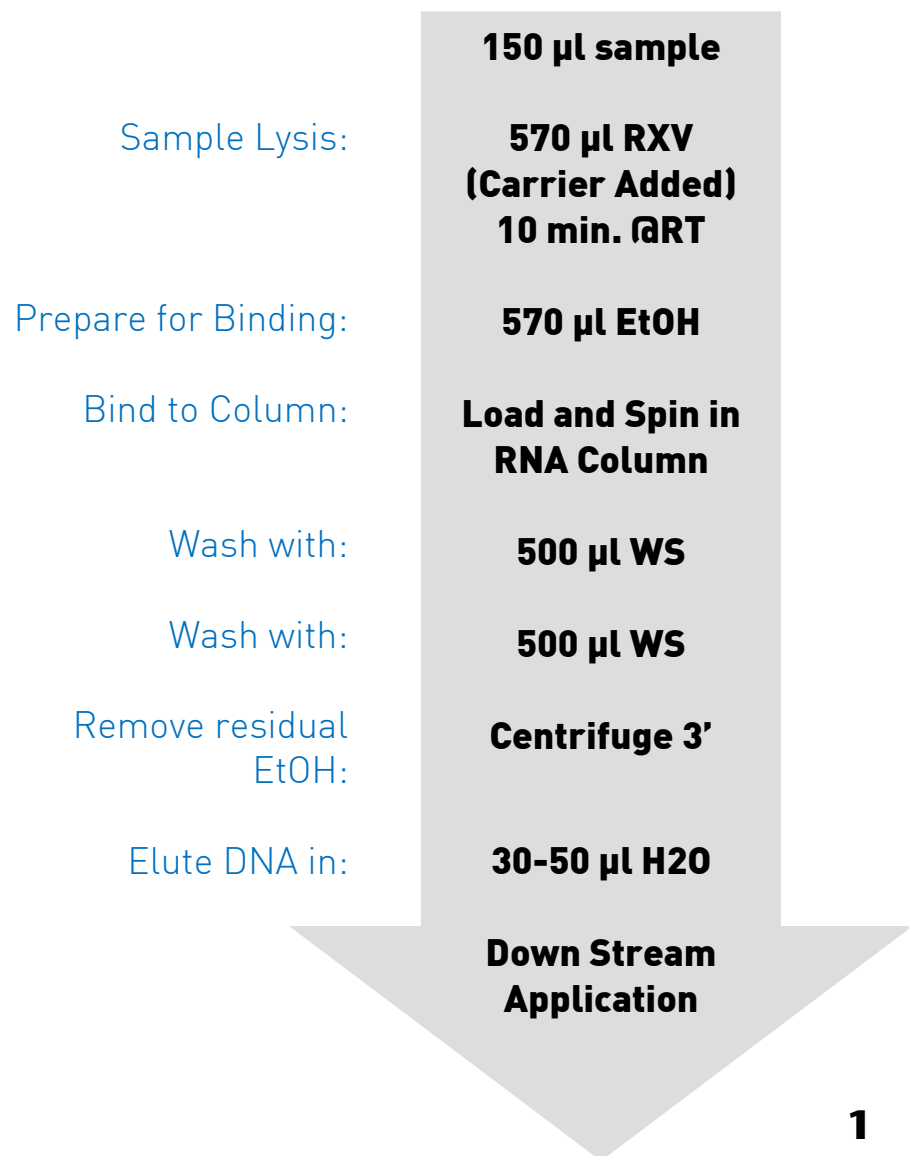 150 µl sample
Sample Lysis:
570 µl RXV
(Carrier Added)
10 min. @RT
Prepare for Binding:
570 µl EtOH
Bind to Column:
Load and Spin in
RNA Column
Wash with:
500 µl WS
Wash with:
500 µl WS
Remove residual
EtOH:
Centrifuge 3’
Elute DNA in:
30-50 µl H2O
Down Stream
Application
1